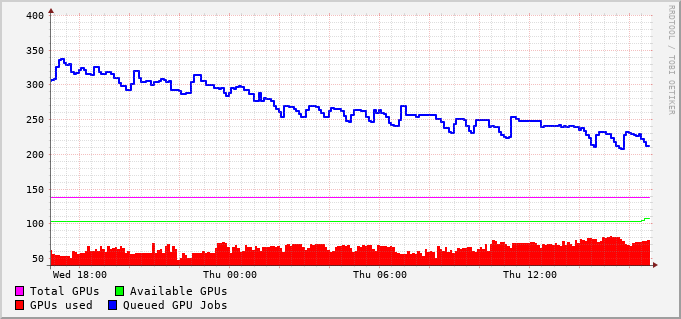 400
350
300
250
200
150
100
50
Wed 18:00 Thu 00:00 Thu 06:00 Thu 12:00
Total GPUs Available GPUs
GPUs used Queued GPU Jobs
RRDTOOL / TOBI OETIKER